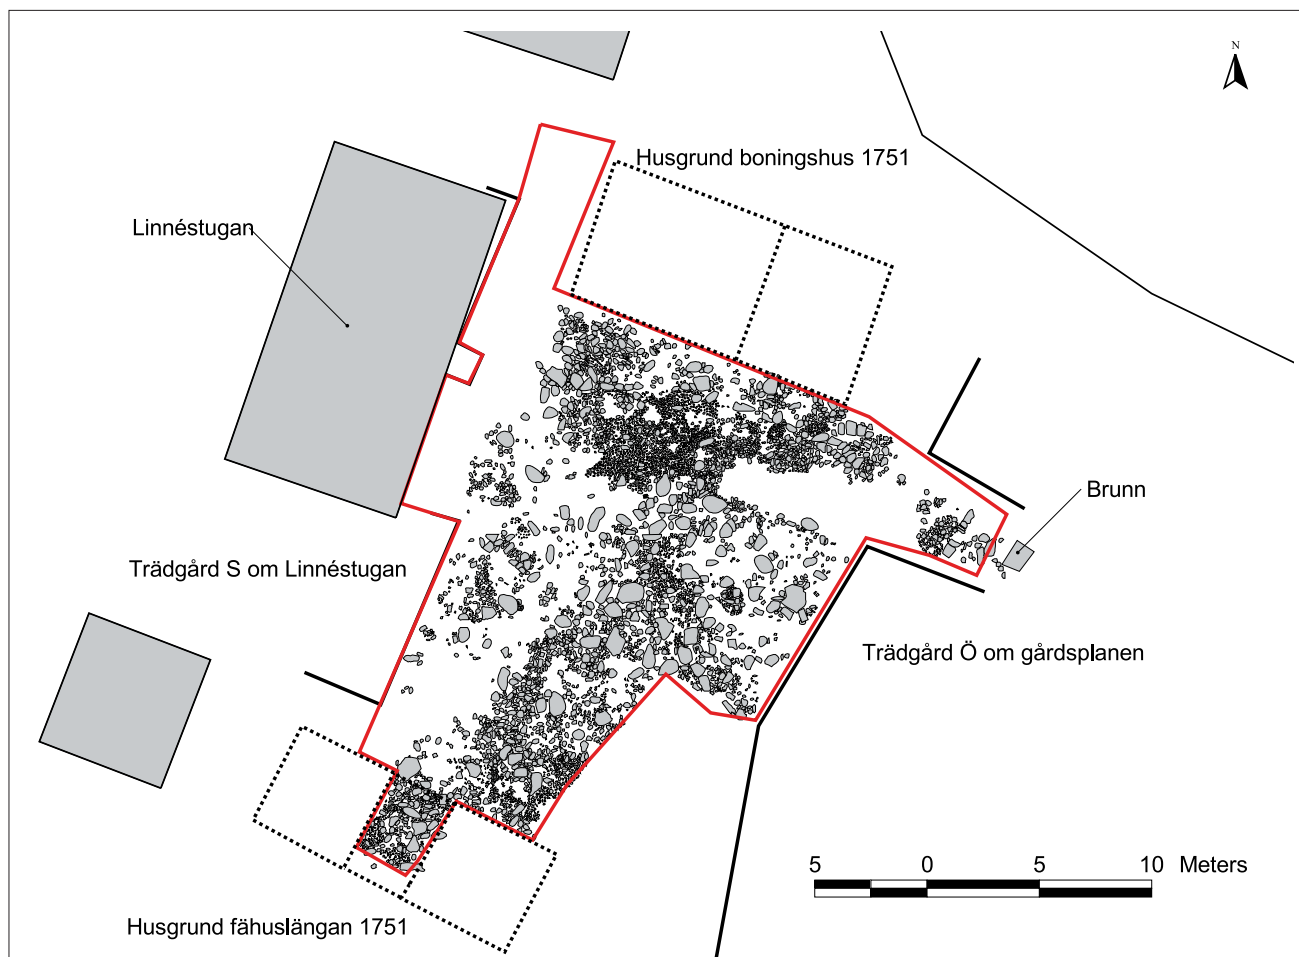 N
Husgrund boningshus 1751
Linnéstugan
Brunn
Trädgård S om Linnéstugan
Trädgård Ö om gårdsplanen
5 0 5 10 Meters
Husgrund fähuslängan 1751